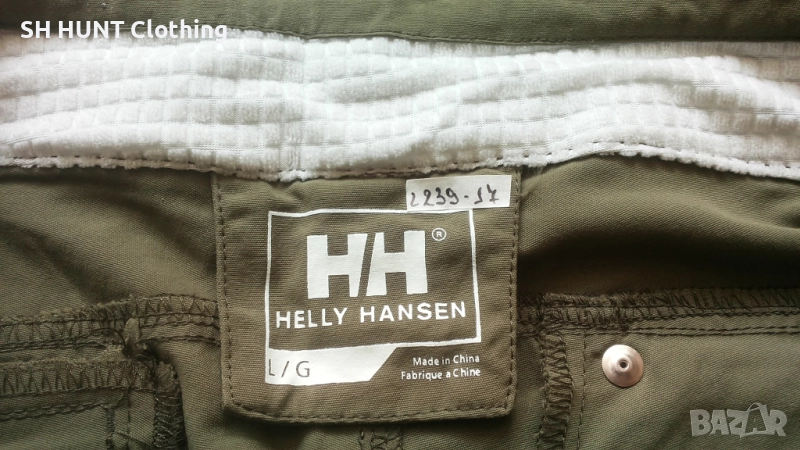 SH HUNT Clothing
2239-17
HH®
HELLY HANSEN
L/G
Made in China
Fabrique a Chine
BAZAR